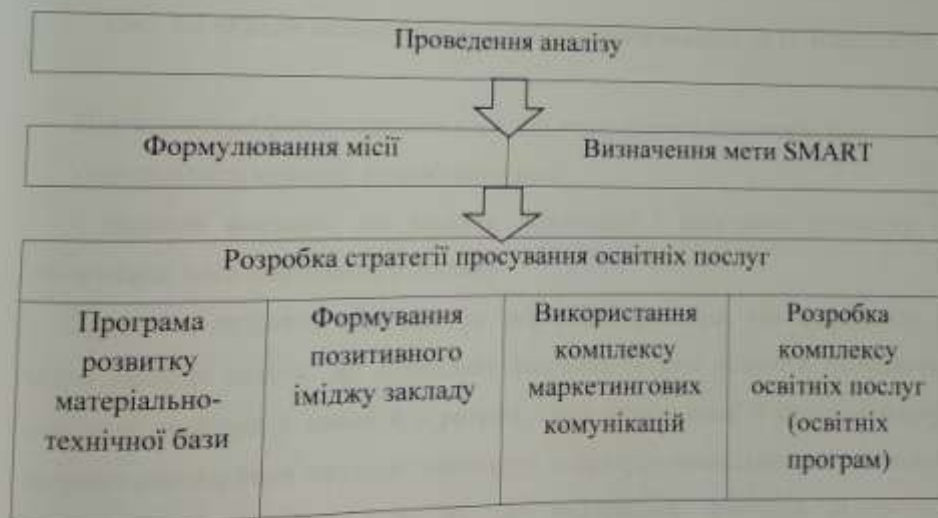 Проведення аналізу
Формулювання місії
Визначення мети SMART
Розробка стратегії просування освітніх послуг
Програма
розвитку
матеріально-
технічної бази
Формування
позитивного
іміджу закладу
Використання
комплексу
маркетингових
комунікацій
Розробка
комплексу
освітніх послуг
(освітніх
програм)